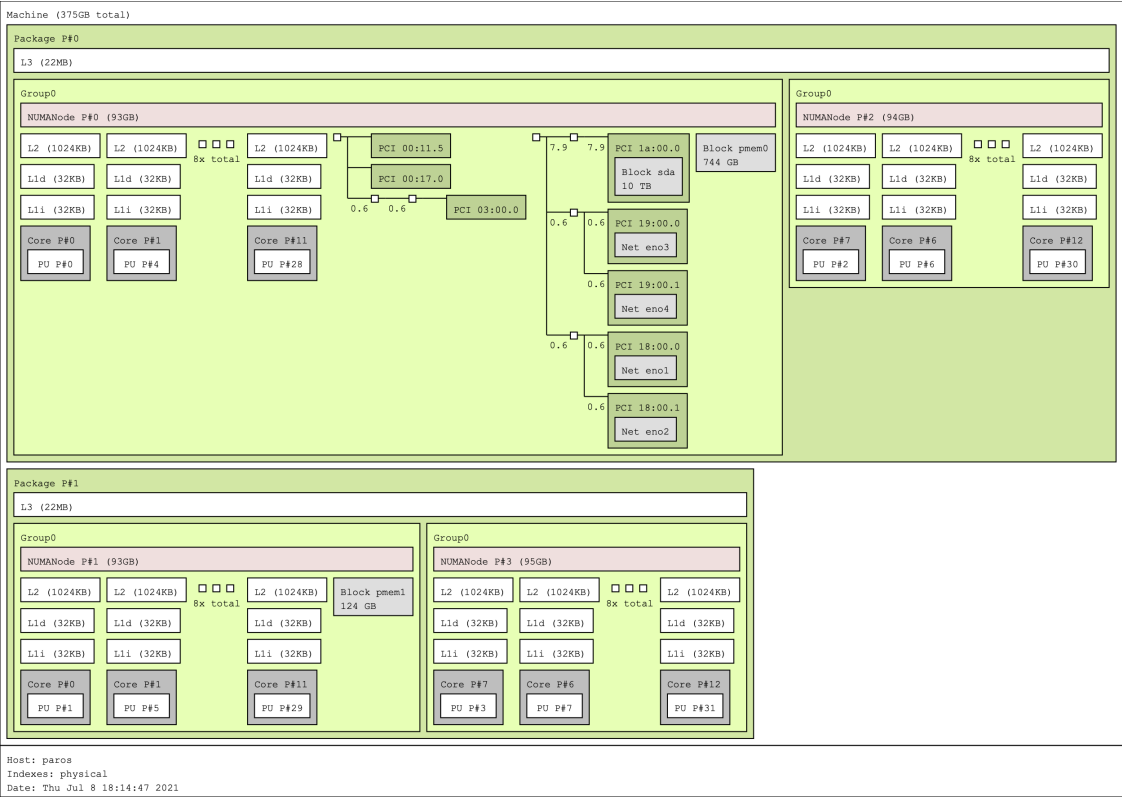 Machine (375GB total)
Package P#0
L3 (22MB)
Group0
NUMANode P#0 (93GB)
L2 (1024KB) L2 (1024KB) 8x total L2 (1024KB)
L1d (32KB) L1d (32KB) L1d (32KB)
L1i (32KB) L1i (32KB) L1i (32KB)
Core P#0 Core P#1 Core P#11
PU P#0 PU P#4 PU P#28
PCI 00:11.5
PCI 00:17.0
0.6 0.6 PCI 03:00.0
7.9 7.9 PCI 1a:00.0
Block sda
10 TB
0.6 0.6 PCI 19:00.0
Net eno3
0.6 PCI 19:00.1
Net eno4
0.6 0.6 PCI 18:00.0
Net eno1
0.6 PCI 18:00.1
Net eno2
Block pmem0
744 GB
Group0
NUMANode P#2 (94GB)
L2 (1024KB) L2 (1024KB) 8x total L2 (1024KB)
L1d (32KB) L1d (32KB) L1d (32KB)
L1i (32KB) L1i (32KB) L1i (32KB)
Core P#7 Core P#6 Core P#12
PU P#2 PU P#6 PU P#30
Package P#1
L3 (22MB)
Group0
NUMANode P#1 (93GB)
L2 (1024KB) L2 (1024KB) 8x total L2 (1024KB)
L1d (32KB) L1d (32KB) L1d (32KB)
L1i (32KB) L1i (32KB) L1i (32KB)
Core P#0 Core P#1 Core P#11
PU P#1 PU P#5 PU P#29
Block pmem1
124 GB
Group0
NUMANode P#3 (95GB)
L2 (1024KB) L2 (1024KB) 8x total L2 (1024KB)
L1d (32KB) L1d (32KB) L1d (32KB)
L1i (32KB) L1i (32KB) L1i (32KB)
Core P#7 Core P#6 Core P#12
PU P#3 PU P#7 PU P#31
Host: paros
Indexes: physical
Date: Thu Jul 8 18:14:47 2021